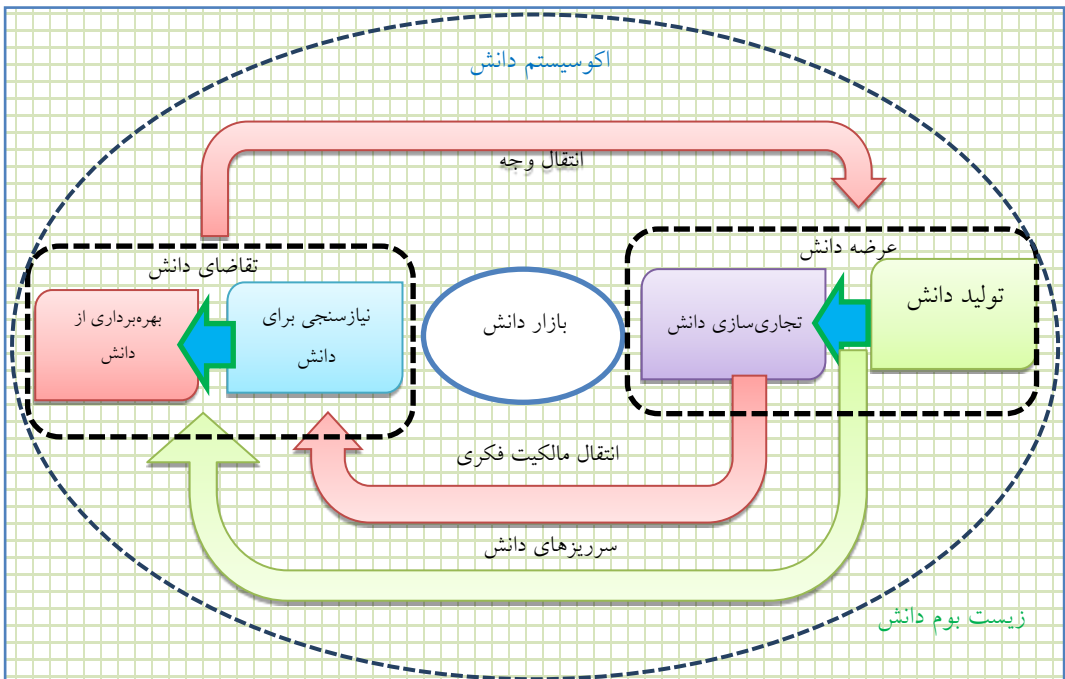 اکوسیستم دانش
انتقال وجه
عرضه دانش
تقاضای دانش
تولید دانش
تجاری‌سازی دانش
بازار دانش
نیازسنجی برای
دانش
بهره‌برداری از
دانش
انتقال مالکیت فکری
سرریزهای دانش
زیست بوم دانش